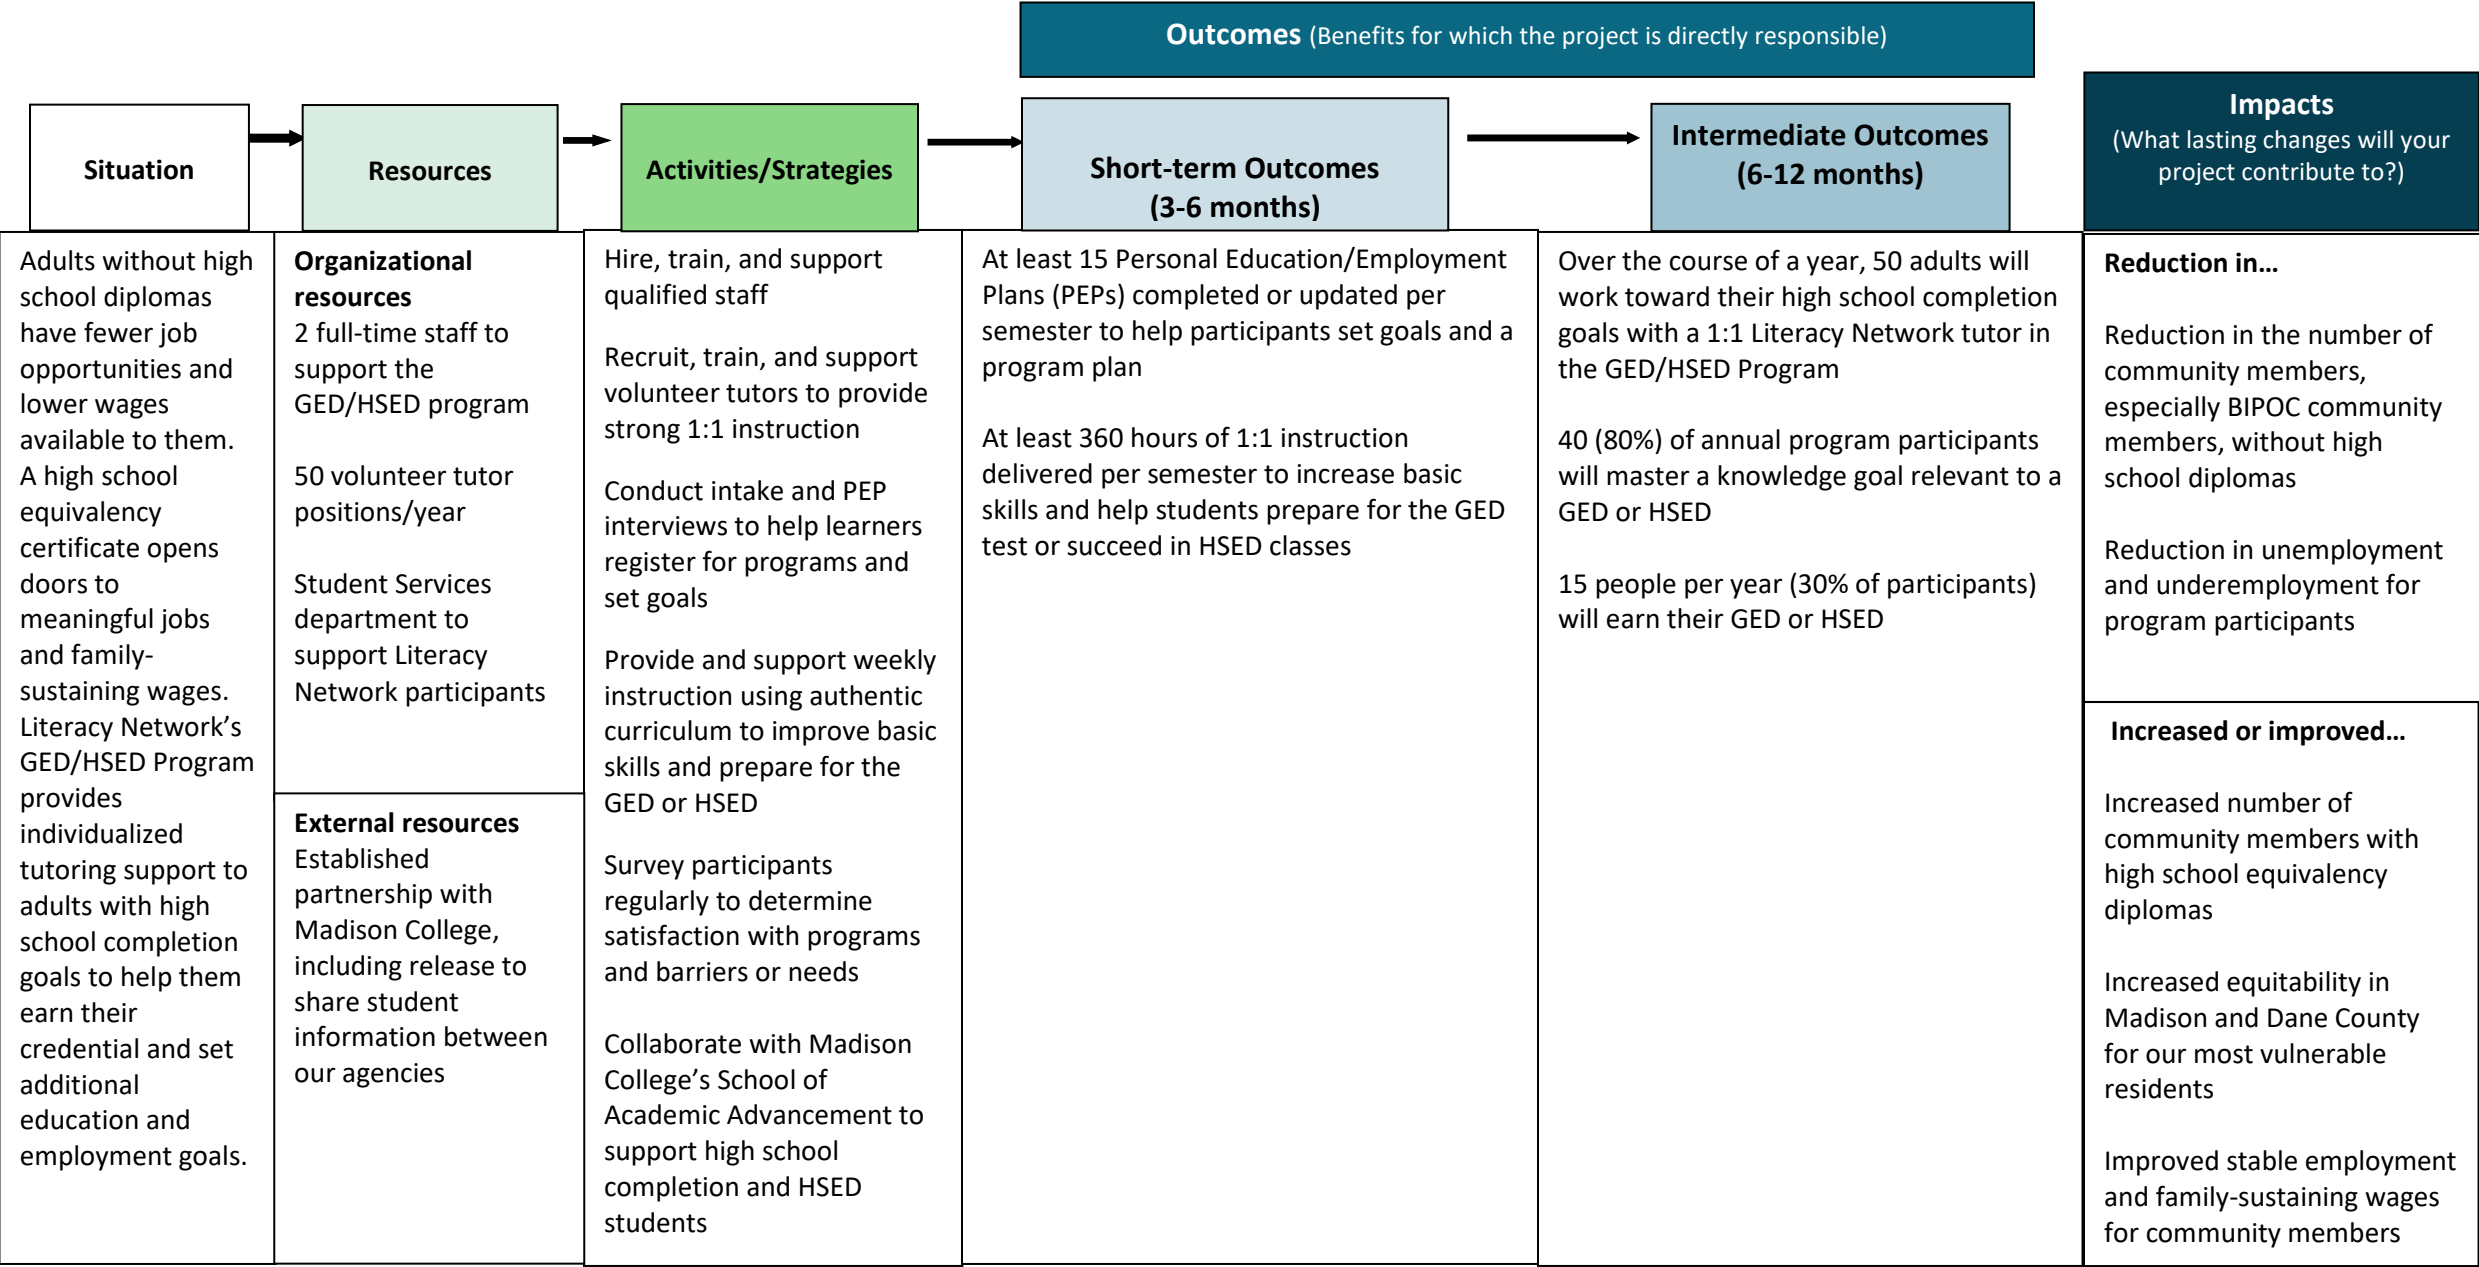 Outcomes (Benefits for which the project is directly responsible)
Situation
Resources
Activities/Strategies
Short-term Outcomes
(3-6 months)
Intermediate Outcomes
(6-12 months)
Impacts
(What lasting changes will your
project contribute to?)
Adults without high
school diplomas
have fewer job
opportunities and
lower wages
available to them.
A high school
equivalency
certificate opens
doors to
meaningful jobs
and family-
sustaining wages.
Literacy Network’s
GED/HSED Program
provides
individualized
tutoring support to
adults with high
school completion
goals to help them
earn their
credential and set
additional
education and
employment goals.
Organizational
resources
2 full-time staff to
support the
GED/HSED program
50 volunteer tutor
positions/year
Student Services
department to
support Literacy
Network participants
External resources
Established
partnership with
Madison College,
including release to
share student
information between
our agencies
Hire, train, and support
qualified staff
Recruit, train, and support
volunteer tutors to provide
strong 1:1 instruction
Conduct intake and PEP
interviews to help learners
register for programs and
set goals
Provide and support weekly
instruction using authentic
curriculum to improve basic
skills and prepare for the
GED or HSED
Survey participants
regularly to determine
satisfaction with programs
and barriers or needs
Collaborate with Madison
College’s School of
Academic Advancement to
support high school
completion and HSED
students
At least 15 Personal Education/Employment
Plans (PEPs) completed or updated per
semester to help participants set goals and a
program plan
At least 360 hours of 1:1 instruction
delivered per semester to increase basic
skills and help students prepare for the GED
test or succeed in HSED classes
Over the course of a year, 50 adults will
work toward their high school completion
goals with a 1:1 Literacy Network tutor in
the GED/HSED Program
40 (80%) of annual program participants
will master a knowledge goal relevant to a
GED or HSED
15 people per year (30% of participants)
will earn their GED or HSED
Reduction in…
Reduction in the number of
community members,
especially BIPOC community
members, without high
school diplomas
Reduction in unemployment
and underemployment for
program participants
Increased or improved…
Increased number of
community members with
high school equivalency
diplomas
Increased equitability in
Madison and Dane County
for our most vulnerable
residents
Improved stable employment
and family-sustaining wages
for community members